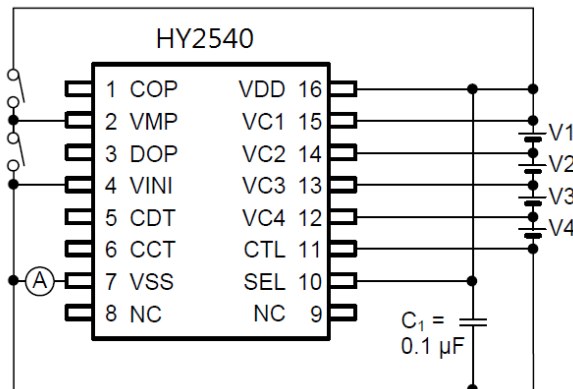 HY2540
1 COP VDD 16
2 VMP VC1 15
3 DOP VC2 14
4 VINI VC3 13
5 CDT VC4 12
6 CCT CTL 11
7 VSS SEL 10
8 NC NC 9
A
V1
V2
V3
V4
C₁ =
0.1 µF